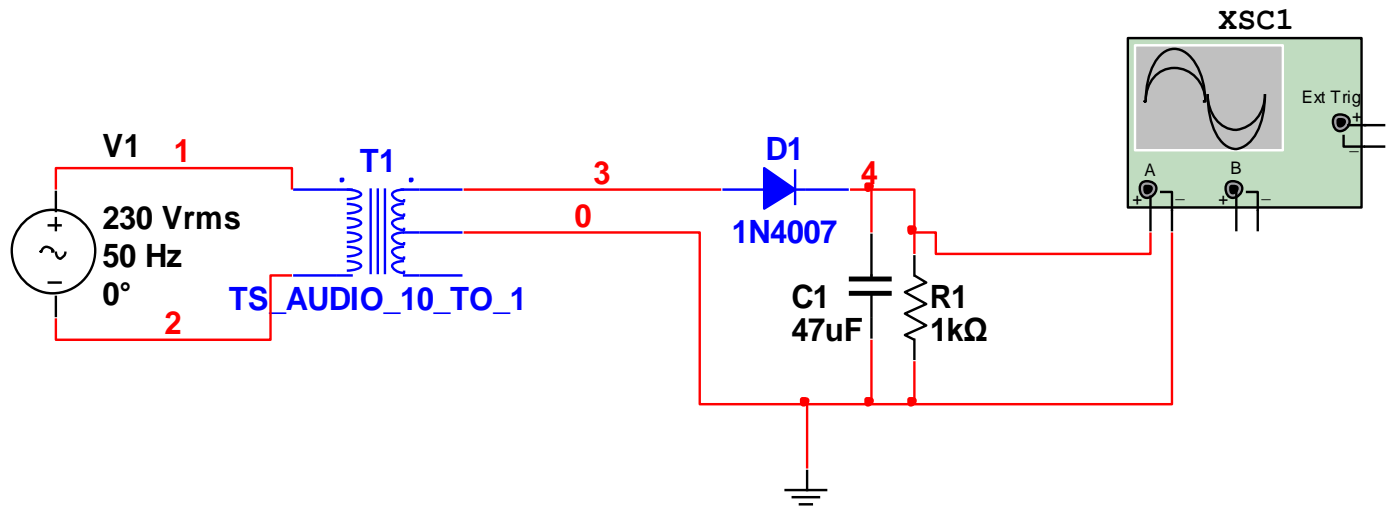 XSC1
Ext Trig
+
−
A
B
+ − + −
V1
1
230 Vrms
50 Hz
0°
+
−
2
T1
TS_AUDIO_10_TO_1
3
0
D1
1N4007
4
C1
47uF
R1
1kΩ